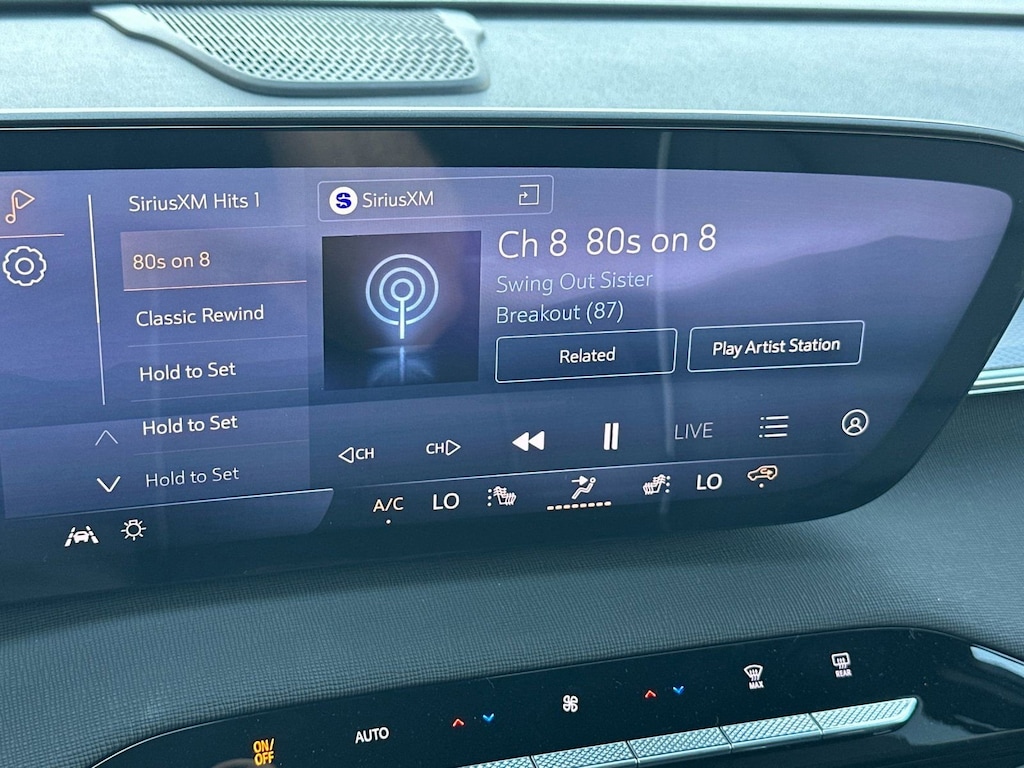 SiriusXM Hits 1
80s on 8
Classic Rewind
Hold to Set
Hold to Set
Hold to Set
SiriusXM
Ch 8 80s on 8
Swing Out Sister
Breakout (87)
Related
Play Artist Station
CH
CH
LIVE
A/C
LO
LO
ON/
OFF
AUTO
MAX
REAR